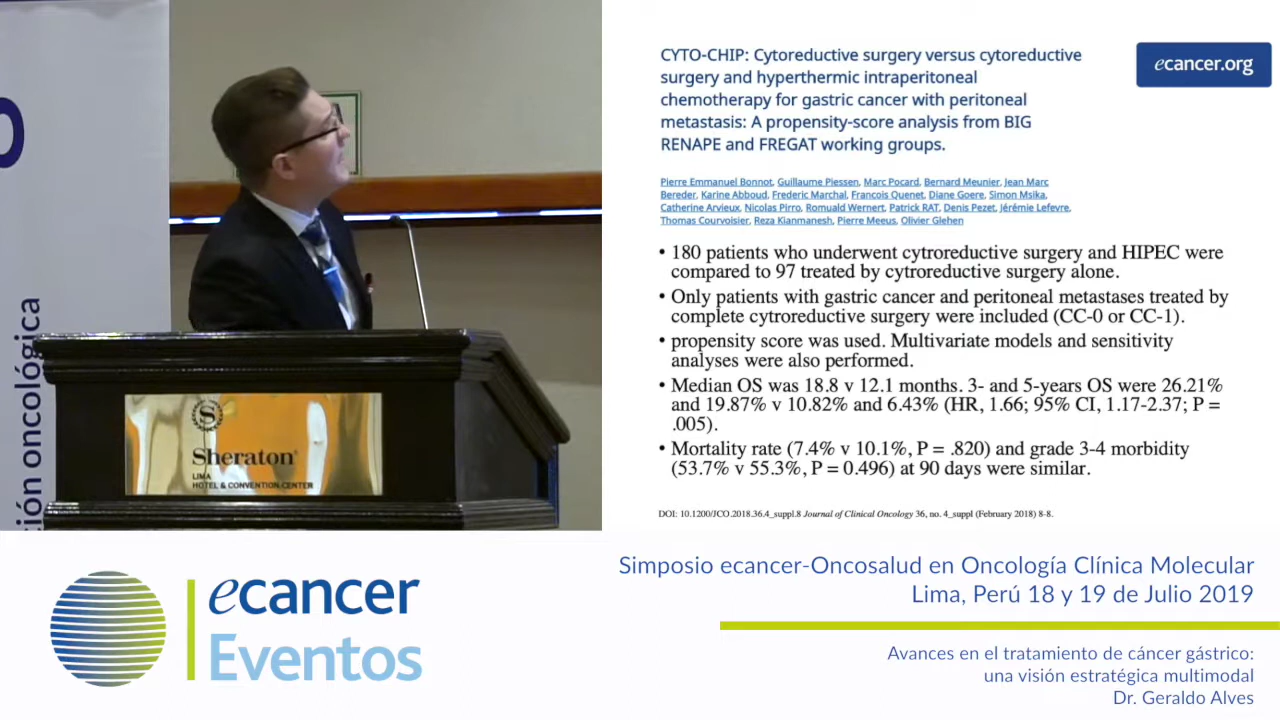 ción oncológica
S
Sheraton
LIMA
HOTEL & CONVENTION CENTER
CYTO-CHIP: Cytoreductive surgery versus cytoreductive
surgery and hyperthermic intraperitoneal
chemotherapy for gastric cancer with peritoneal
metastasis: A propensity-score analysis from BIG
RENAPE and FREGAT working groups.
ecancer.org
Pierre Emmanuel Bonnot, Guillaume Piessen, Marc Pocard, Bernard Meunier, Jean Marc
Bereder, Karine Abboud, Frederic Marchal, Francois Quenet, Diane Goere, Simon Msika,
Catherine Arvieux, Nicolas Pirro, Romuald Wernert, Patrick RAT, Denis Pezet, Jérémie Lefevre,
Thomas Courvoisier, Reza Kianmanesh, Pierre Meeus, Olivier Glehen
• 180 patients who underwent cytroreductive surgery and HIPEC were
compared to 97 treated by cytroreductive surgery alone.
• Only patients with gastric cancer and peritoneal metastases treated by
complete cytroreductive surgery were included (CC-0 or CC-1).
• propensity score was used. Multivariate models and sensitivity
analyses were also performed.
• Median OS was 18.8 v 12.1 months. 3- and 5-years OS were 26.21%
and 19.87% v 10.82% and 6.43% (HR, 1.66; 95% CI, 1.17-2.37; P =
.005).
• Mortality rate (7.4% v 10.1%, P = .820) and grade 3-4 morbidity
(53.7% v 55.3%, P = 0.496) at 90 days were similar.
DOI: 10.1200/JCO.2018.36.4_suppl.8 Journal of Clinical Oncology 36, no. 4_suppl (February 2018) 8-8.
ecancer
Eventos
Simposio ecancer-Oncosalud en Oncología Clínica Molecular
Lima, Perú 18 y 19 de Julio 2019
Avances en el tratamiento de cáncer gástrico:
una visión estratégica multimodal
Dr. Geraldo Alves